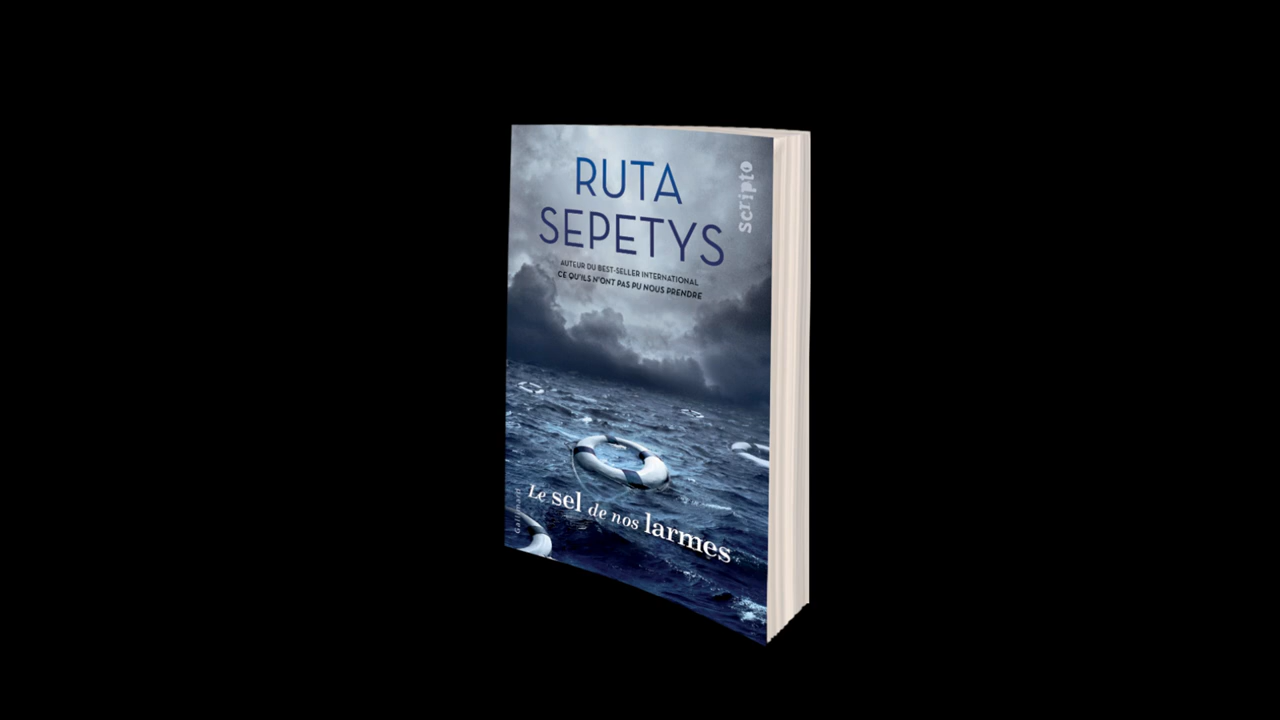 RUTA
SEPETYS
AUTEUR DU BEST-SELLER INTERNATIONAL
CE QU'ILS N'ONT PAS PU NOUS PRENDRE
scripto
Le sel de nos larmes
Gallimard